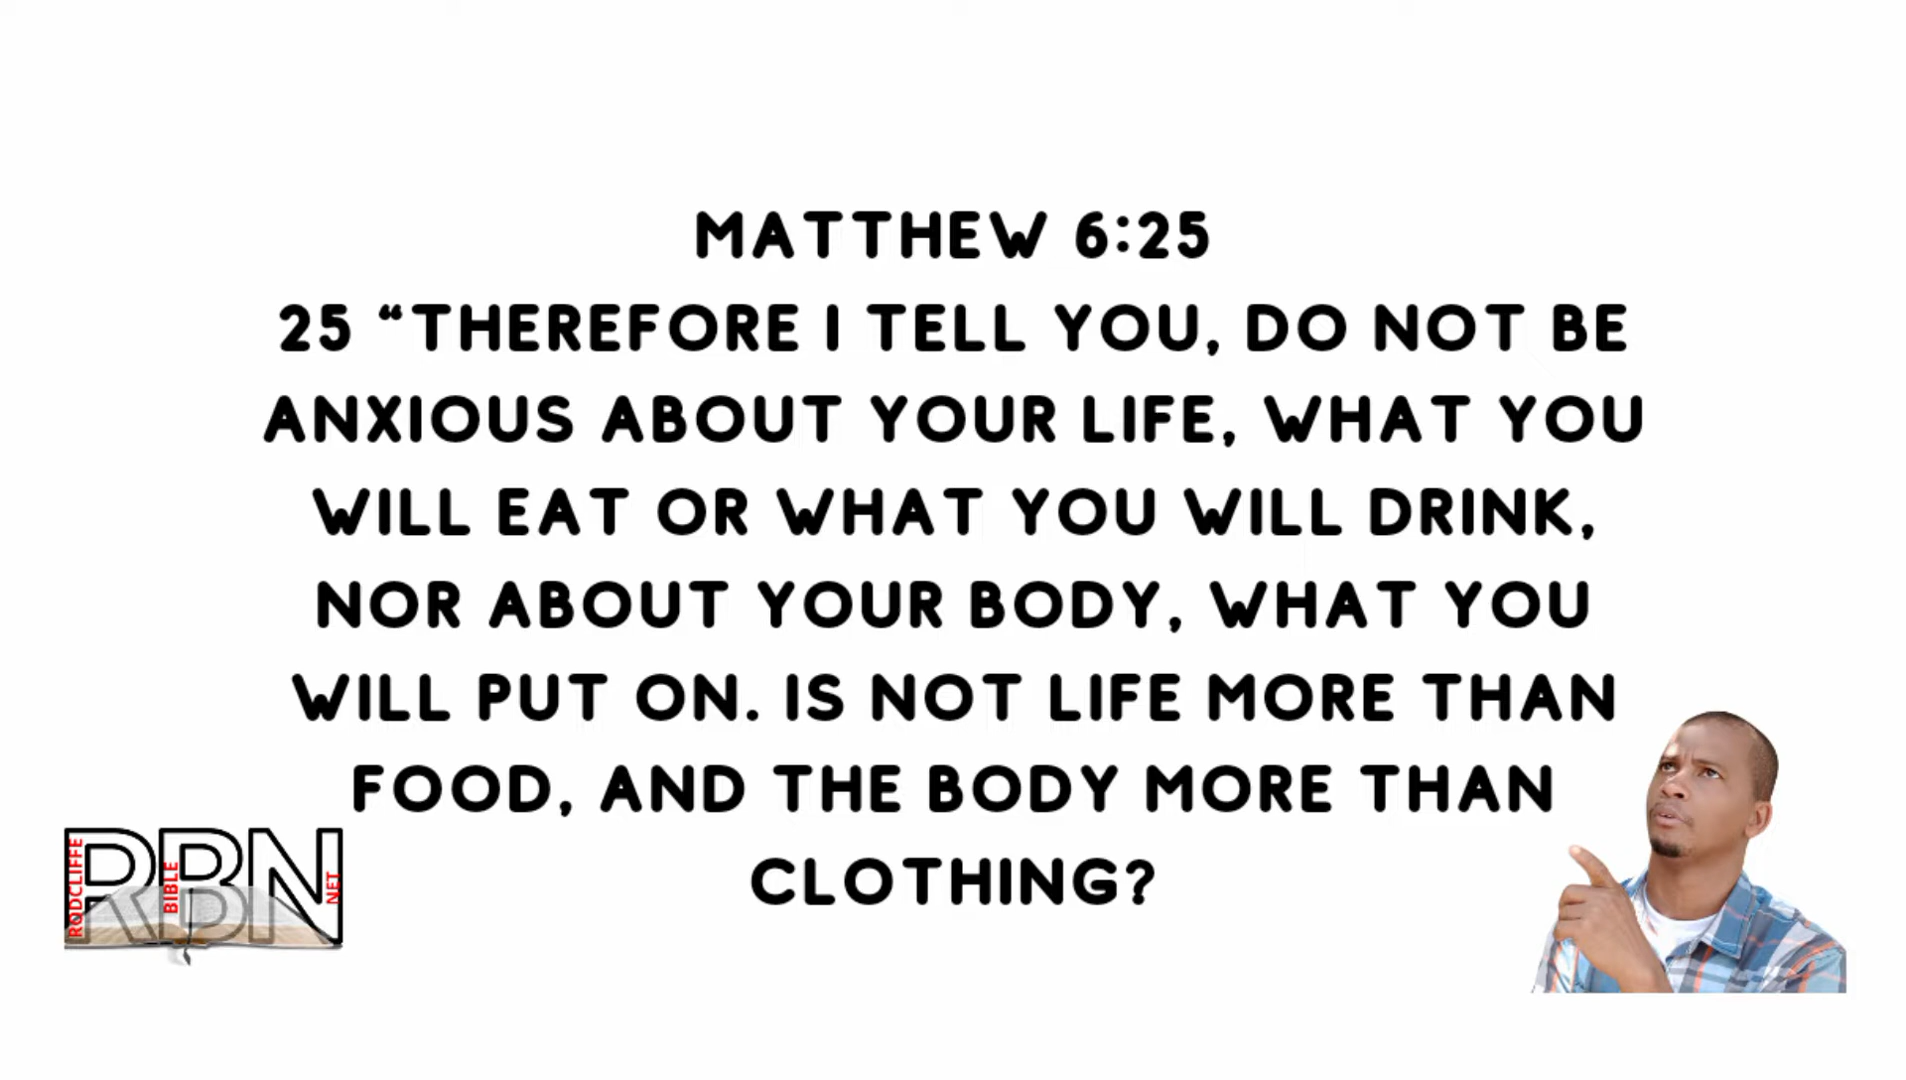 MATTHEW 6:25
25 “THEREFORE I TELL YOU, DO NOT BE
ANXIOUS ABOUT YOUR LIFE, WHAT YOU
WILL EAT OR WHAT YOU WILL DRINK,
NOR ABOUT YOUR BODY, WHAT YOU
WILL PUT ON. IS NOT LIFE MORE THAN
FOOD, AND THE BODY MORE THAN
CLOTHING?
RBN
RODCLIFFE
BIBLE
NET